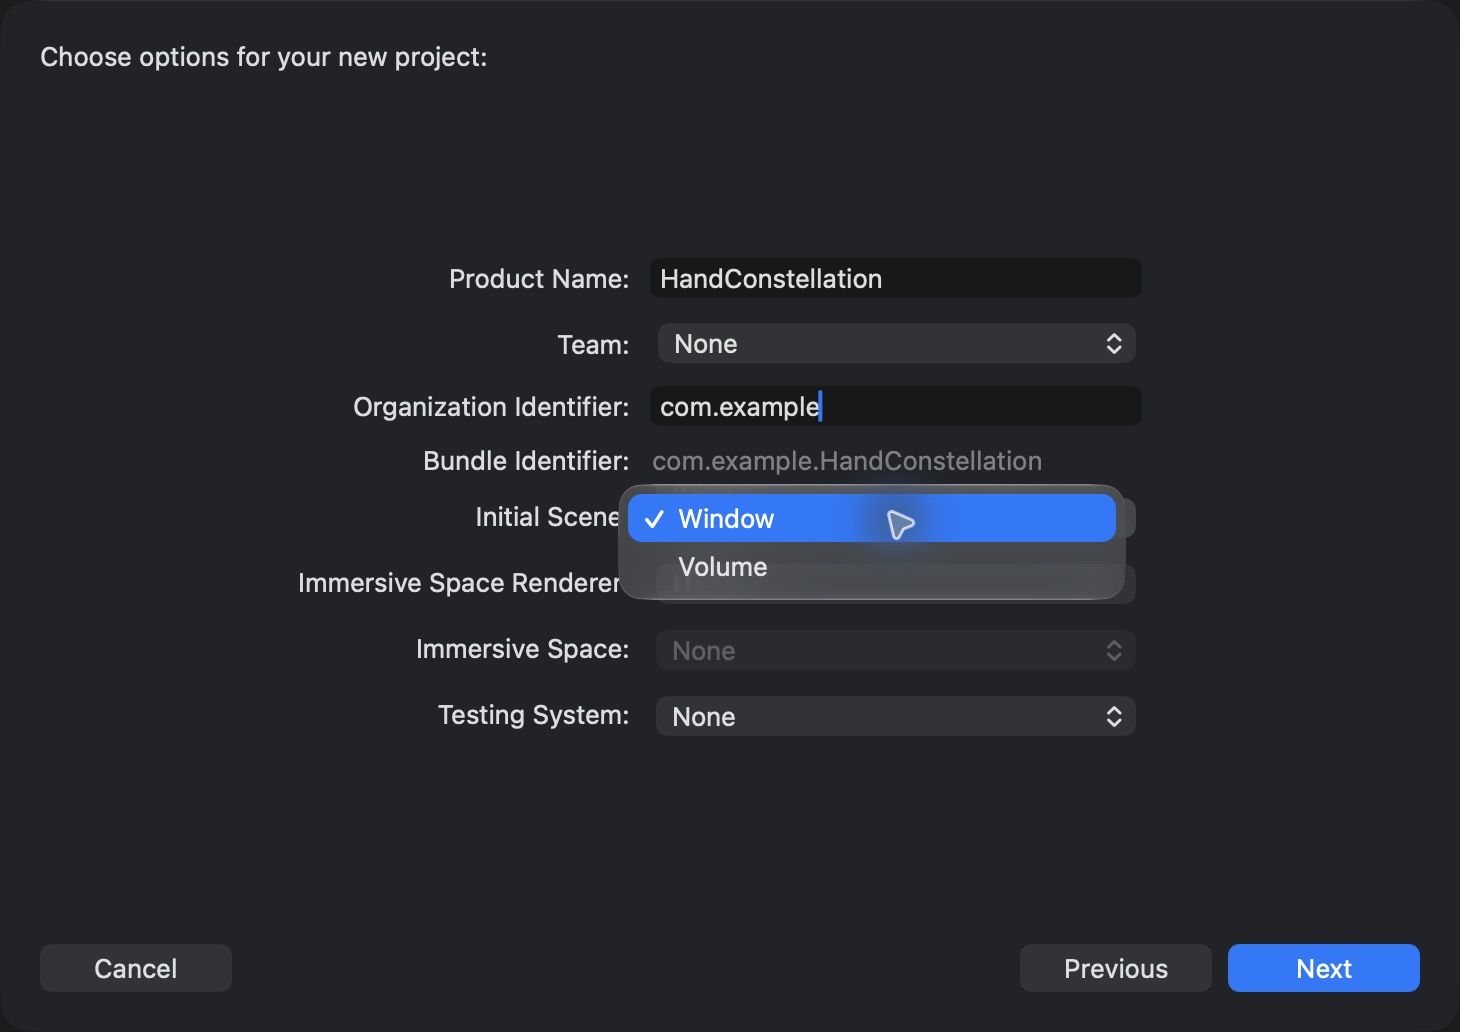 Choose options for your new project:
Product Name: HandConstellation
Team: None
Organization Identifier: com.example
Bundle Identifier: com.example.HandConstellation
Initial Scene ✓ Window
Volume
Immersive Space Renderer
Immersive Space: None
Testing System: None
Cancel Previous Next